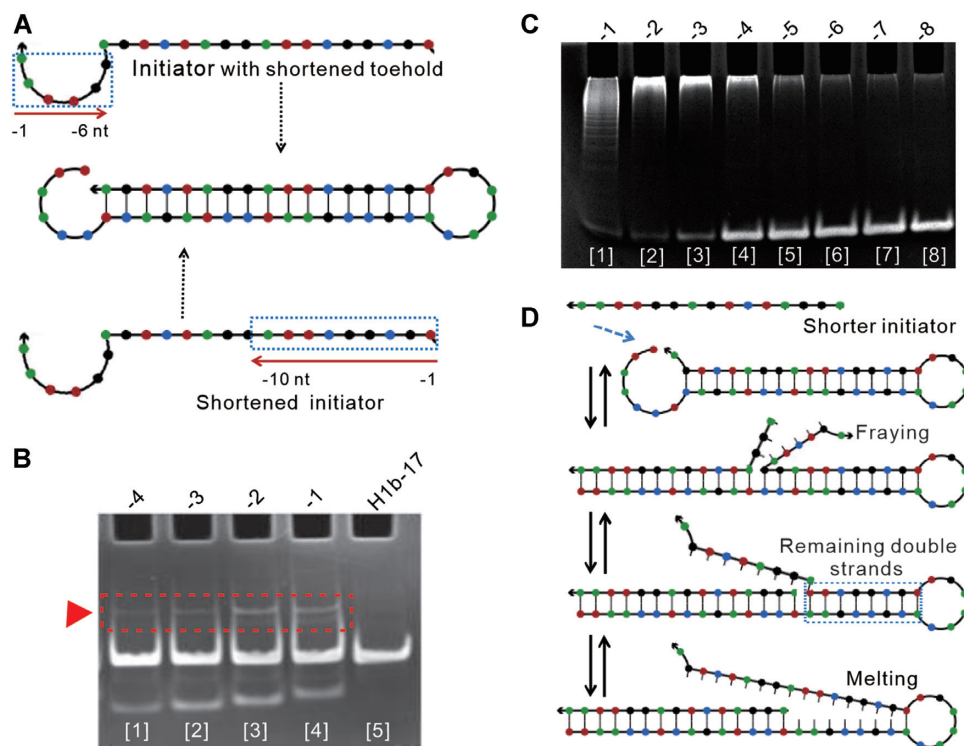 A
Initiator with shortened toehold
-1
-6 nt
-10 nt
-1
Shortened initiator
B
-4
-3
-2
-1
H1b-17
[1]
[2]
[3]
[4]
[5]
C
-1
-2
-3
-4
-5
-6
-7
-8
[1]
[2]
[3]
[4]
[5]
[6]
[7]
[8]
D
Shorter initiator
Fraying
Remaining double
strands
Melting